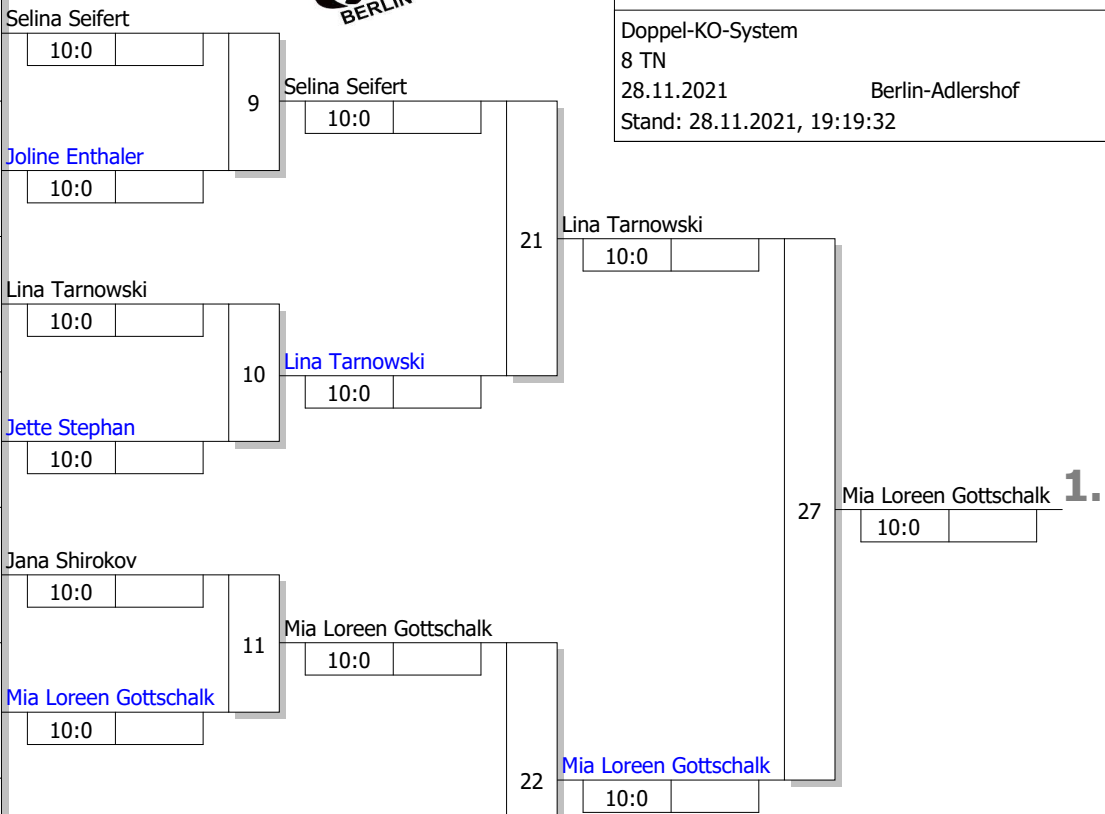 BERLIN
Doppel-KO-System
8 TN
28.11.2021 Berlin-Adlershof
Stand: 28.11.2021, 19:19:32
Selina Seifert
10:0
9
Selina Seifert
10:0
Joline Enthaler
10:0
21
Lina Tarnowski
10:0
Lina Tarnowski
10:0
10
Lina Tarnowski
10:0
Jette Stephan
10:0
27
Mia Loreen Gottschalk 1.
10:0
Jana Shirokov
10:0
11
Mia Loreen Gottschalk
10:0
Mia Loreen Gottschalk
10:0
22
Mia Loreen Gottschalk
10:0